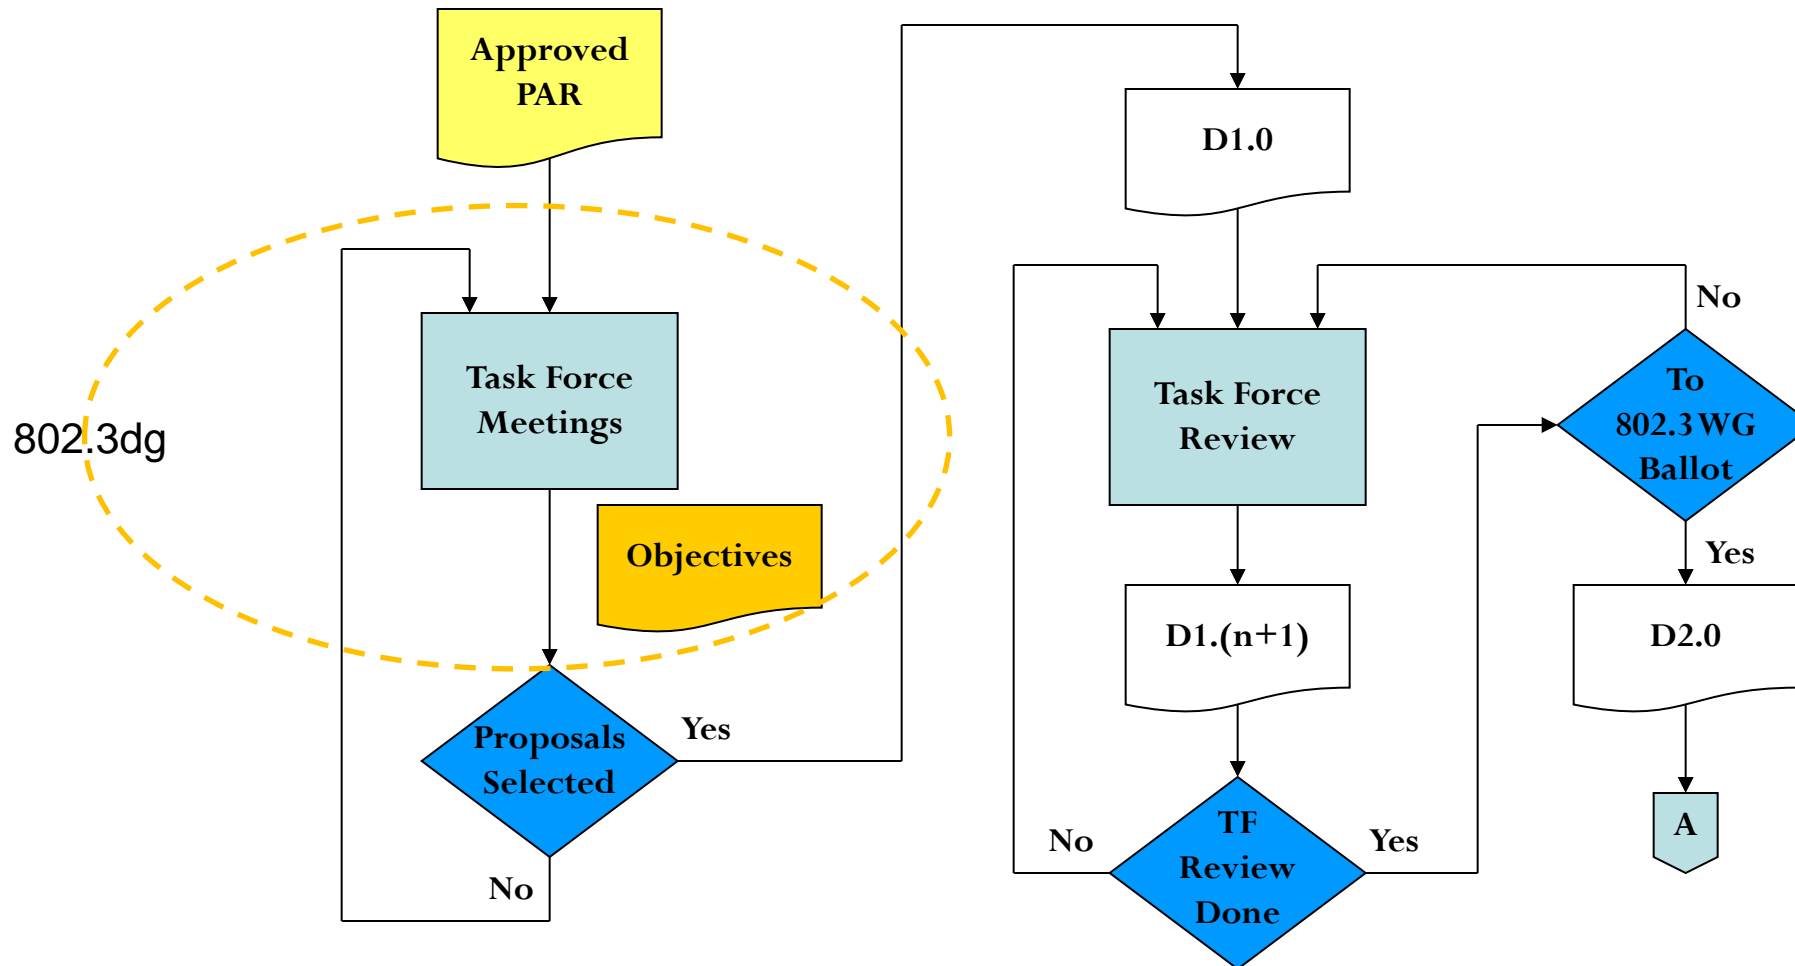 Approved
PAR
802.3dg
Task Force
Meetings
Objectives
Proposals
Selected
Yes
No
D1.0
Task Force
Review
D1.(n+1)
TF
Review
Done
No
Yes
To
802.3 WG
Ballot
No
Yes
D2.0
A